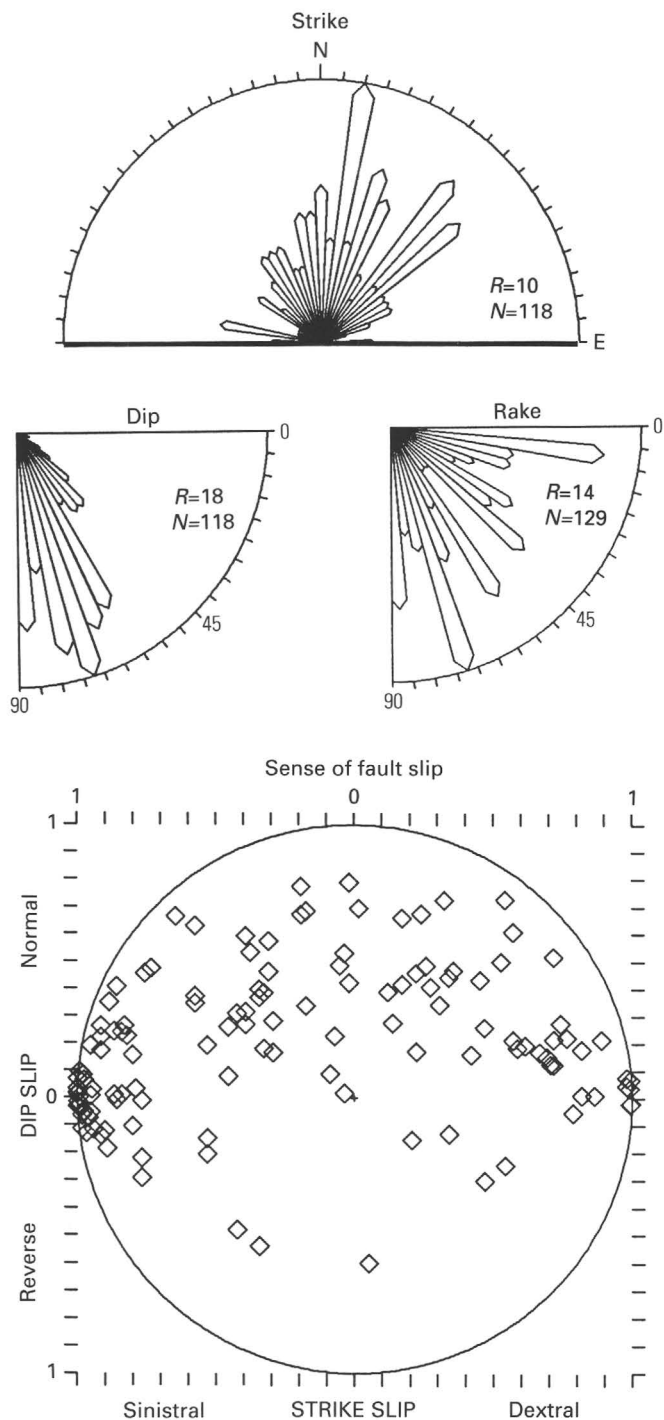 Strike
N
R=10
N=118
E
Dip
0
R=18
N=118
45
90
Rake
0
R=14
N=129
45
90
Sense of fault slip
1 0 1
1 1
Normal
DIP SLIP
0
Reverse
1
Sinistral STRIKE SLIP Dextral